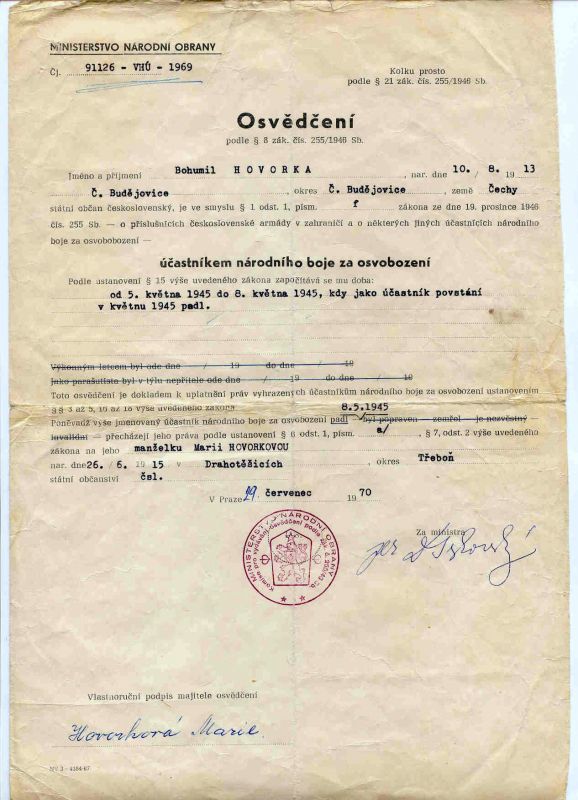 MINISTERSTVO NÁRODNÍ OBRANY
Čj. 91126 - VHÚ - 1969
Kolku prosto
podle § 21 zák. čís. 255/1946 Sb.
Osvědčení
podle § 8 zák. čís. 255/1946 Sb.
Jméno a příjmení Bohumil HOVORKA, nar. dne 10. / 8. 1913
Č. Budějovice, okres Č. Budějovice, země Čechy
státní občan československý, je ve smyslu § 1 odst. 1, písm. f zákona ze dne 19. prosince 1946
čís. 255 Sb. — o příslušnících československé armády v zahraničí a o některých jiných účastnících národního
boje za osvobození —
účastníkem národního boje za osvobození
Podle ustanovení § 15 výše uvedeného zákona započítává se mu doba:
od 5. května 1945 do 8. května 1945, kdy jako účastník povstání
v květnu 1945 padl.
Výkonným letcem byl ode dne / 19 do dne / 19
jako parašutista byl v týlu nepřítele ode dne / 19 do dne / 19
Toto osvědčení je dokladem k uplatnění práv vyhrazených účastníkům národního boje za osvobození ustanovením
§ § 3 až 5, 10 až 18 výše uvedeného zákona
8.5.1945
Poněvadž výše jmenovaný účastník národního boje za osvobození padl — byl popraven — zemřel — je nezvěstný
invalidní — přecházejí jeho práva podle ustanovení § 6 odst. 1, písm. a/, § 7, odst. 2 výše uvedeného
zákona na jeho manželku Marii HOVORKOVOU
nar. dne 26. / 6. 1915 v Drahotěšicích okres Třeboň
státní občanství čsl.
V Praze 29. červenec 1970
Za ministra
MINISTERSTVO NÁRODNÍ OBRANY
Vlastnoruční podpis majitele osvědčení
Hovorková Marie